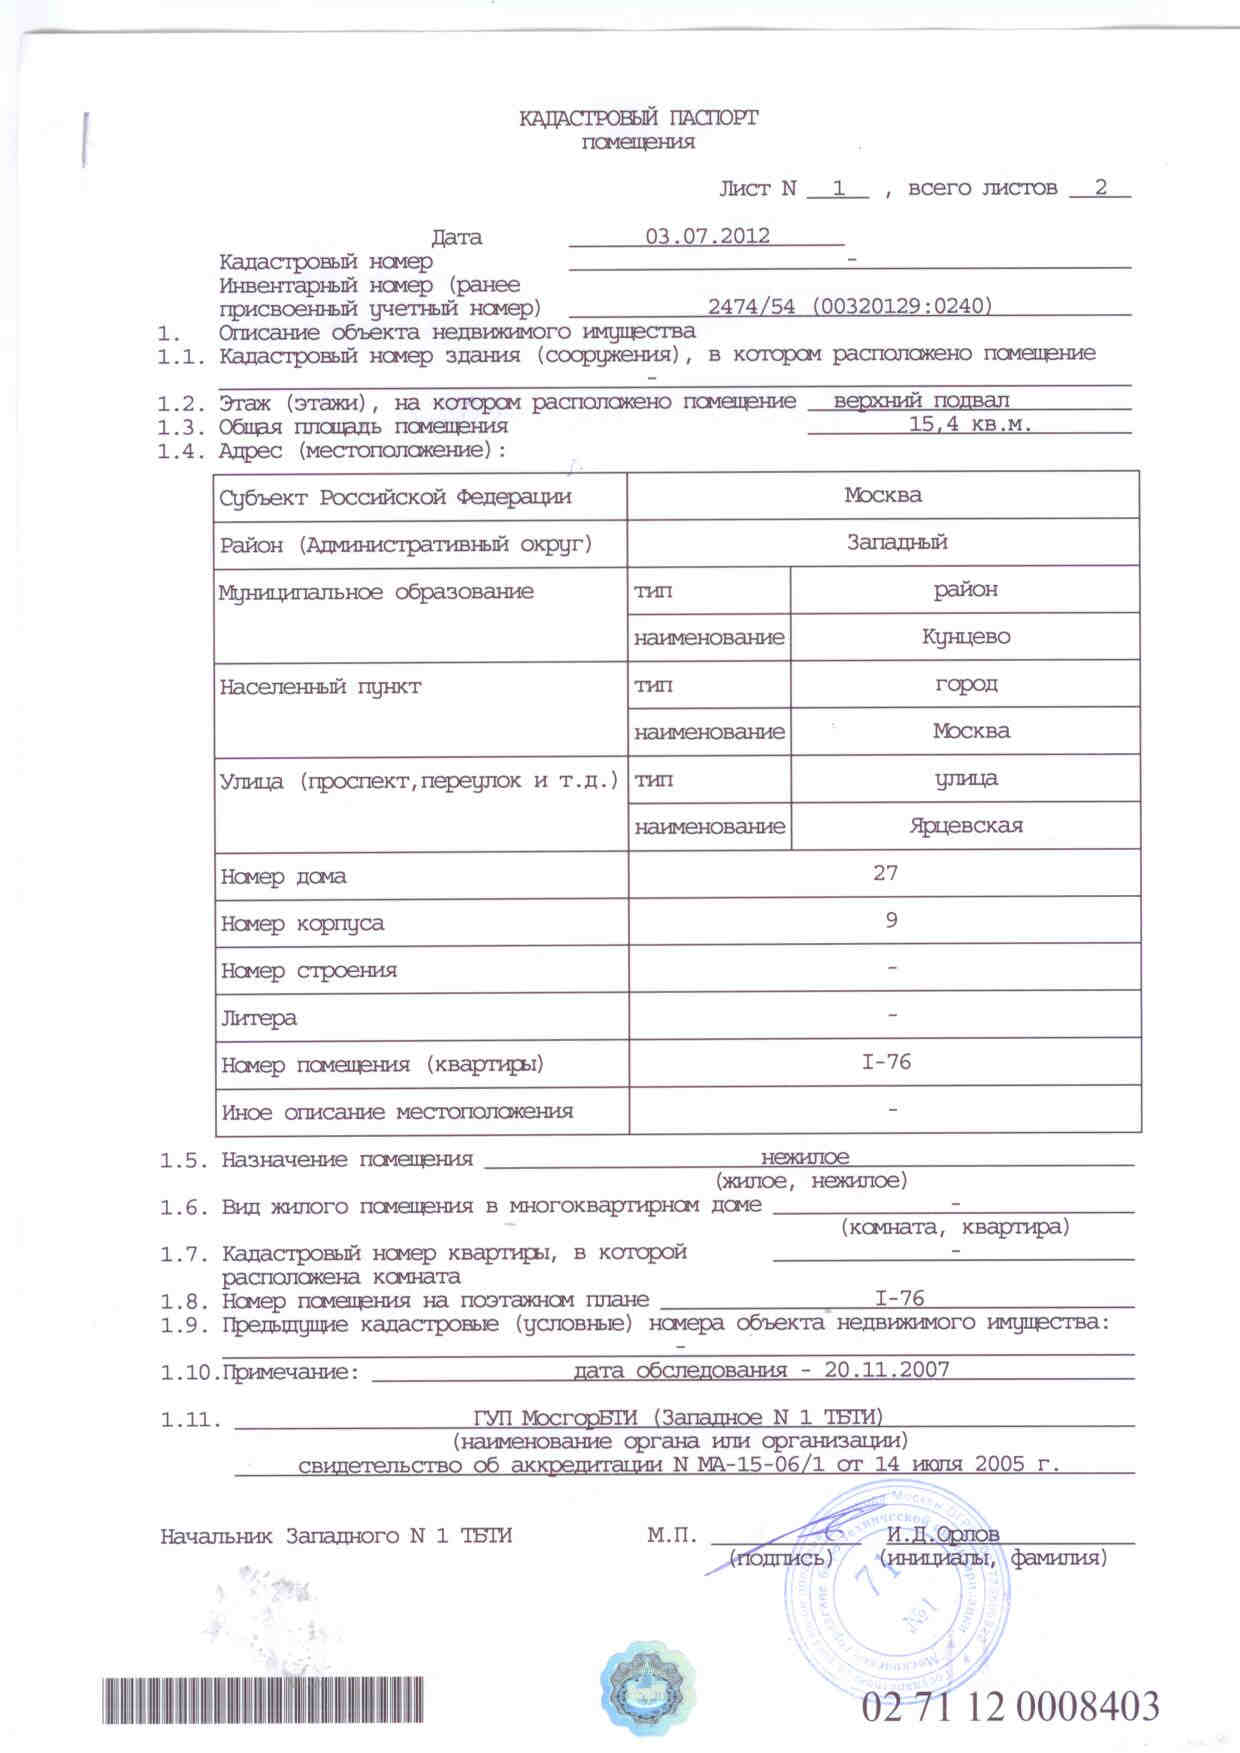 КАДАСТРОВЫЙ ПАСПОРТ
помещения
Лист N 1 , всего листов 2
Дата 03.07.2012
Кадастровый номер -
Инвентарный номер (ранее
присвоенный учетный номер) 2474/54 (00320129:0240)
1. Описание объекта недвижимого имущества
1.1. Кадастровый номер здания (сооружения), в котором расположено помещение
-
1.2. Этаж (этажи), на котором расположено помещение верхний подвал
1.3. Общая площадь помещения 15,4 кв.м.
1.4. Адрес (местоположение):
Субъект Российской Федерации Москва
Район (Административный округ) Западный
Муниципальное образование тип район
наименование Кунцево
Населенный пункт тип город
наименование Москва
Улица (проспект,переулок и т.д.) тип улица
наименование Ярцевская
Номер дома 27
Номер корпуса 9
Номер строения -
Литера -
Номер помещения (квартиры) I-76
Иное описание местоположения -
1.5. Назначение помещения нежилое
(жилое, нежилое)
1.6. Вид жилого помещения в многоквартирном доме -
(комната, квартира)
1.7. Кадастровый номер квартиры, в которой -
расположена комната
1.8. Номер помещения на поэтажном плане I-76
1.9. Предыдущие кадастровые (условные) номера объекта недвижимого имущества:
-
1.10.Примечание: дата обследования - 20.11.2007
1.11. ГУП МосгорБТИ (Западное N 1 ТБТИ)
(наименование органа или организации)
свидетельство об аккредитации N МА-15-06/1 от 14 июля 2005 г.
Начальник Западного N 1 ТБТИ М.П. И.Д.Орлов
(подпись) (инициалы, фамилия)
71
№1
02 71 12 0008403